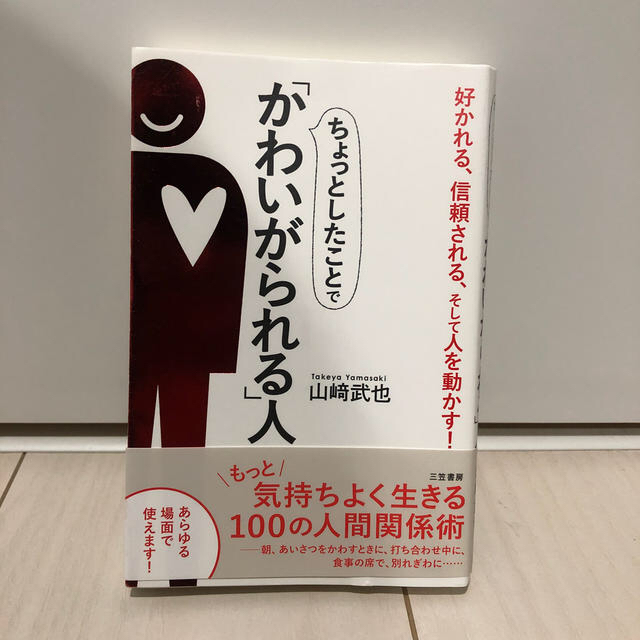 好かれる、信頼される、そして人を動かす!
ちょっとしたことで
「かわいがられる」人
Takeya Yamasaki
山﨑武也
三笠書房
もっと
気持ちよく生きる
100の人間関係術
──朝、あいさつをかわすときに、打ち合わせ中に、
食事の席で、別れぎわに……
あらゆる
場面で
使えます!